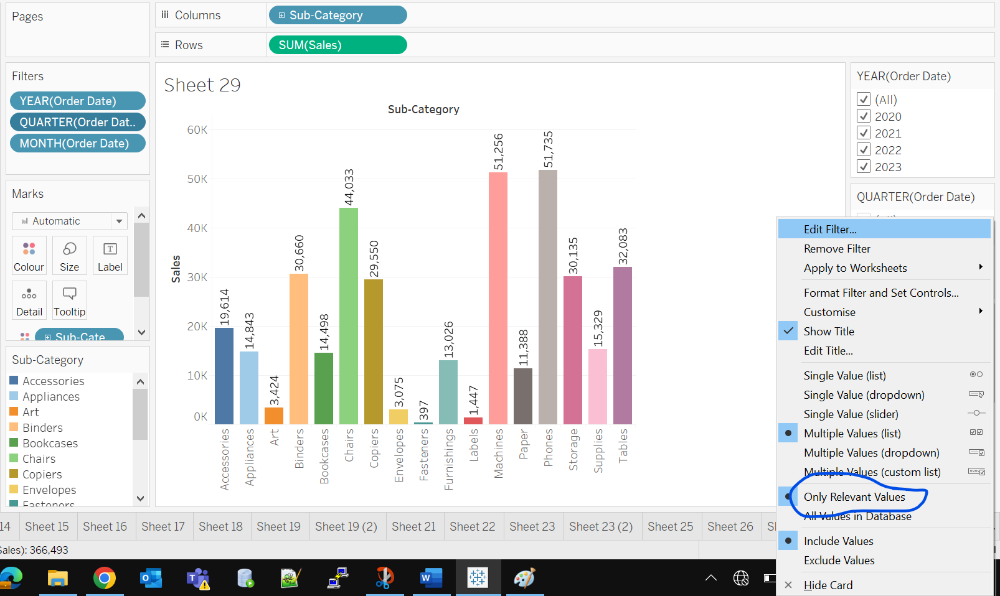 Pages
Columns
Sub-Category
Rows
SUM(Sales)
Filters
YEAR(Order Date)
QUARTER(Order Dat..
MONTH(Order Date)
Marks
Automatic
Colour
Size
Label
Detail
Tooltip
Sub-Cate
Sub-Category
Accessories
Appliances
Art
Binders
Bookcases
Chairs
Copiers
Envelopes
Fasteners
Sheet 29
Sub-Category
Sales
60K
50K
40K
30K
20K
10K
0K
19,614
14,843
3,424
30,660
14,498
44,033
29,550
3,075
397
13,026
1,447
51,256
11,388
51,735
30,135
15,329
32,083
Accessories
Appliances
Art
Binders
Bookcases
Chairs
Copiers
Envelopes
Fasteners
Furnishings
Labels
Machines
Paper
Phones
Storage
Supplies
Tables
YEAR(Order Date)
(All)
2020
2021
2022
2023
QUARTER(Order Date)
Edit Filter...
Remove Filter
Apply to Worksheets
Format Filter and Set Controls...
Customise
Show Title
Edit Title...
Single Value (list)
Single Value (dropdown)
Single Value (slider)
Multiple Values (list)
Multiple Values (dropdown)
Multiple Values (custom list)
Only Relevant Values
All Values in Database
Include Values
Exclude Values
Hide Card
14
Sheet 15
Sheet 16
Sheet 17
Sheet 18
Sheet 19
Sheet 19 (2)
Sheet 21
Sheet 22
Sheet 23
Sheet 23 (2)
Sheet 25
Sheet 26
ales): 366,493